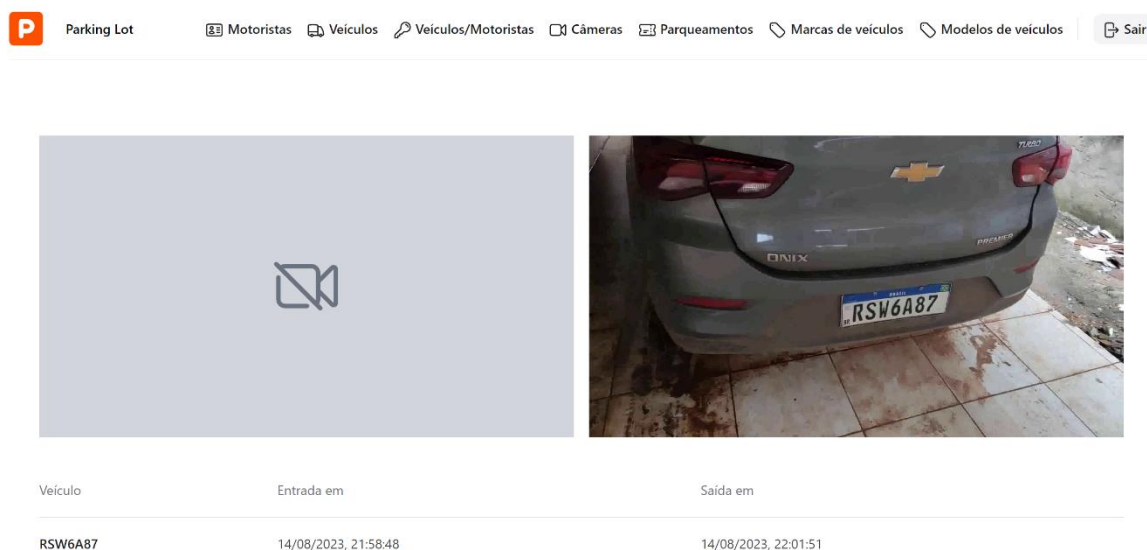 P Parking Lot Motoristas Veículos Veículos/Motoristas Câmeras Parqueamentos Marcas de veículos Modelos de veículos Sair
TURBO
PREMIER
ONIX
BRASIL
RSW6A87
BR
Veículo Entrada em Saída em
RSW6A87 14/08/2023, 21:58:48 14/08/2023, 22:01:51